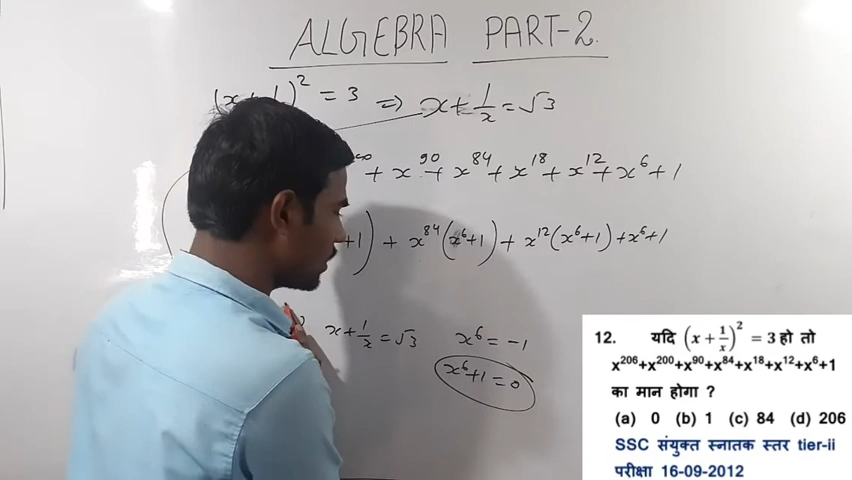 ALGEBRA PART-2
)² = 3 ⇒ x + 1/x = √3
+ x⁹⁰ + x⁸⁴ + x¹⁸ + x¹² + x⁶ + 1
+1) + x⁸⁴(x⁶+1) + x¹²(x⁶+1) + x⁶+1
x + 1/x = √3 x⁶ = -1
x⁶+1 = 0
12. यदि (x + 1/x)² = 3 हो तो
x²⁰⁶+x²⁰⁰+x⁹⁰+x⁸⁴+x¹⁸+x¹²+x⁶+1
का मान होगा ?
(a) 0 (b) 1 (c) 84 (d) 206
SSC संयुक्त स्नातक स्तर tier-ii
परीक्षा 16-09-2012